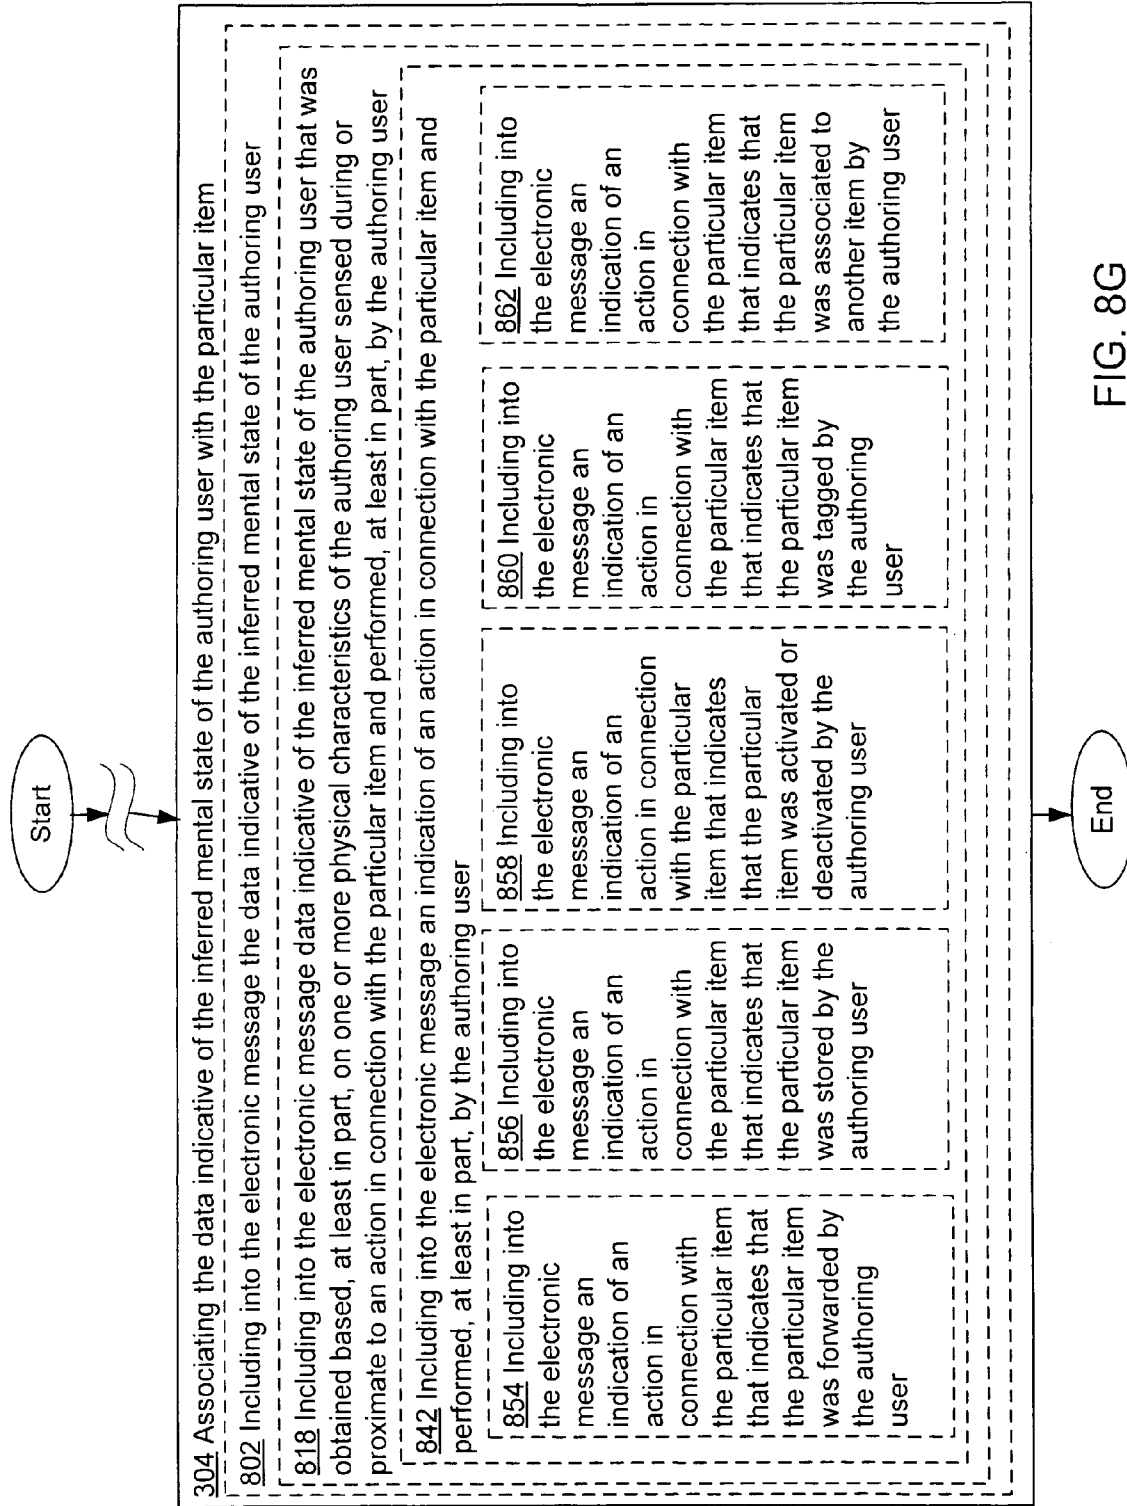 Start
304 Associating the data indicative of the inferred mental state of the authoring user with the particular item
802 Including into the electronic message the data indicative of the inferred mental state of the authoring user
818 Including into the electronic message data indicative of the inferred mental state of the authoring user that was
obtained based, at least in part, on one or more physical characteristics of the authoring user sensed during or
proximate to an action in connection with the particular item and performed, at least in part, by the authoring user
842 Including into the electronic message an indication of an action in connection with the particular item and
performed, at least in part, by the authoring user
854 Including into
the electronic
message an
indication of an
action in
connection with
the particular item
that indicates that
the particular item
was forwarded by
the authoring
user
856 Including into
the electronic
message an
indication of an
action in
connection with
the particular item
that indicates that
the particular item
was stored by the
authoring user
858 Including into
the electronic
message an
indication of an
action in connection
with the particular
item that indicates
that the particular
item was activated or
deactivated by the
authoring user
860 Including into
the electronic
message an
indication of an
action in
connection with
the particular item
that indicates that
the particular item
was tagged by
the authoring
user
862 Including into
the electronic
message an
indication of an
action in
connection with
the particular item
that indicates that
the particular item
was associated to
another item by
the authoring user
End
FIG. 8G